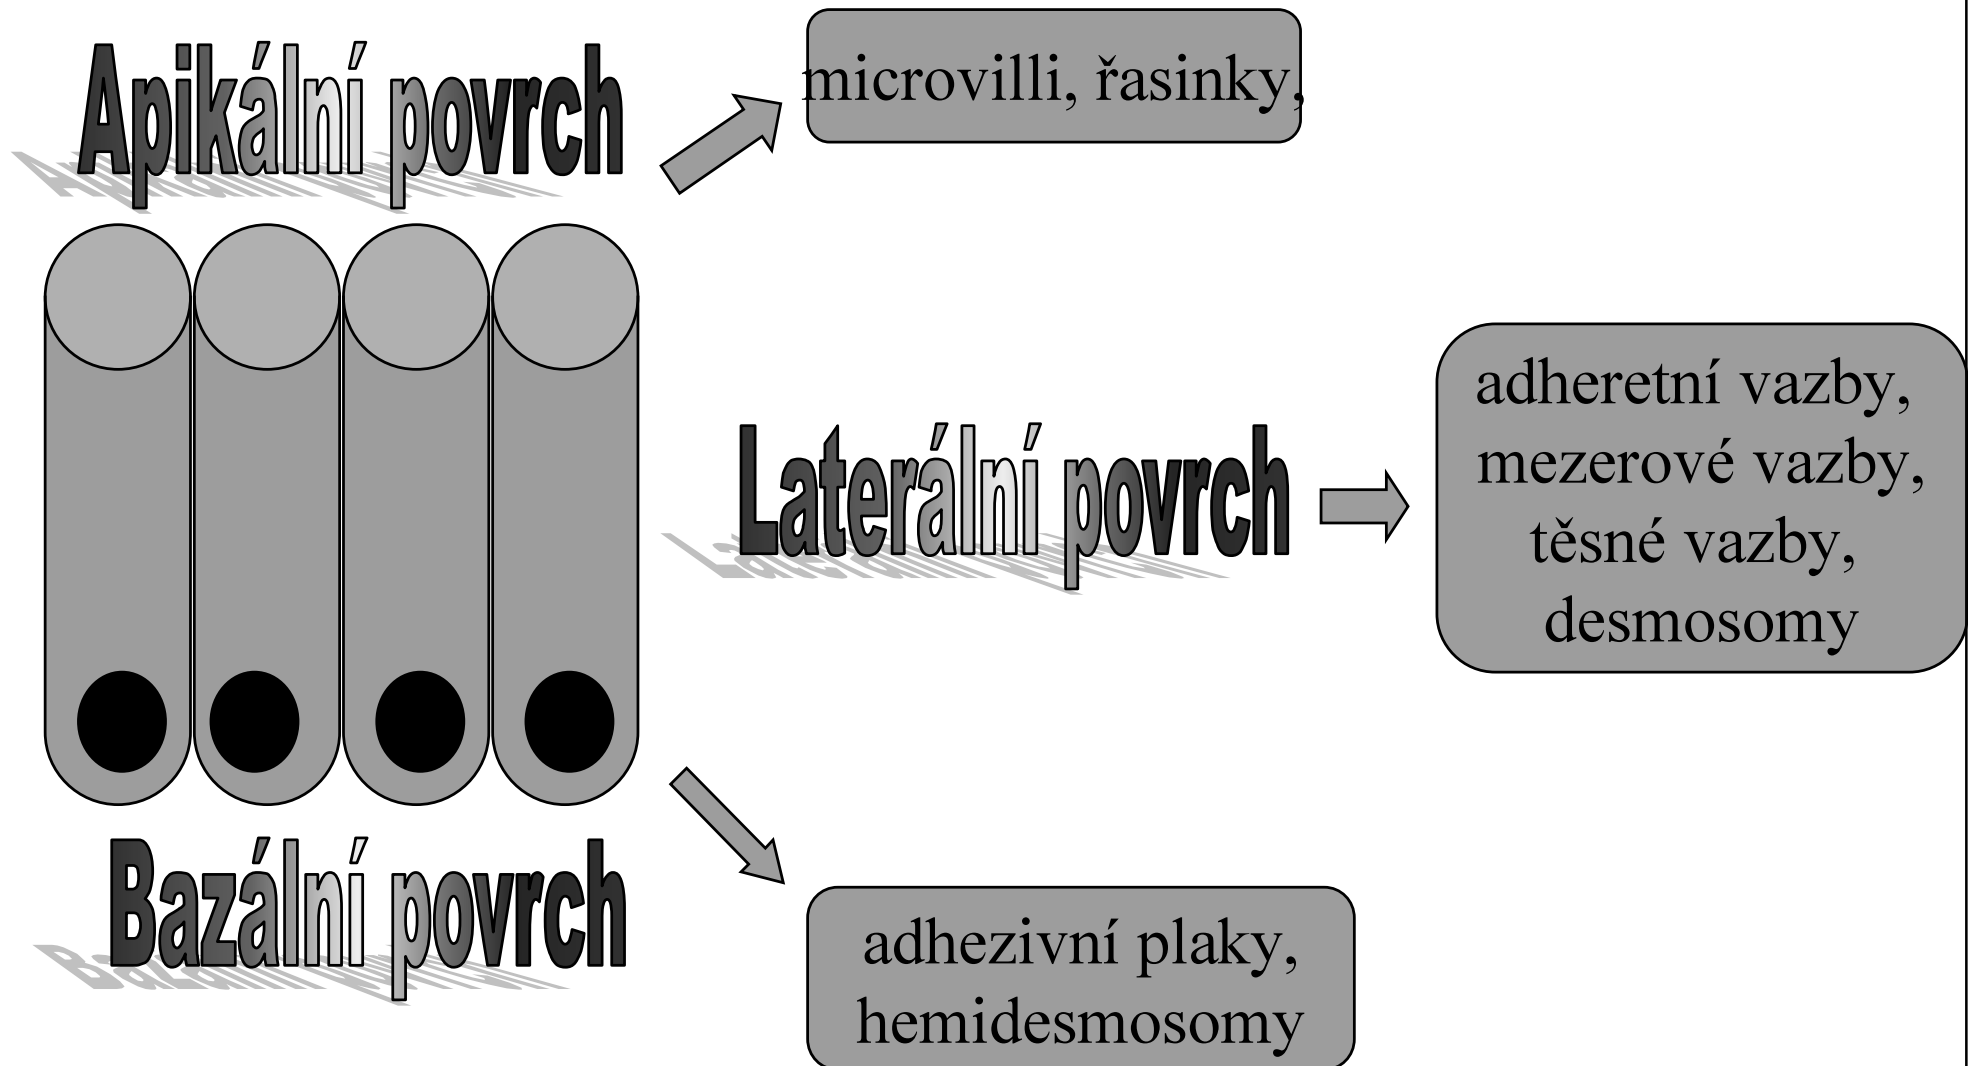 Apikální povrch
microvilli, řasinky,
Laterální povrch
adheretní vazby,
mezerové vazby,
těsné vazby,
desmosomy
Bazální povrch
adhezivní plaky,
hemidesmosomy